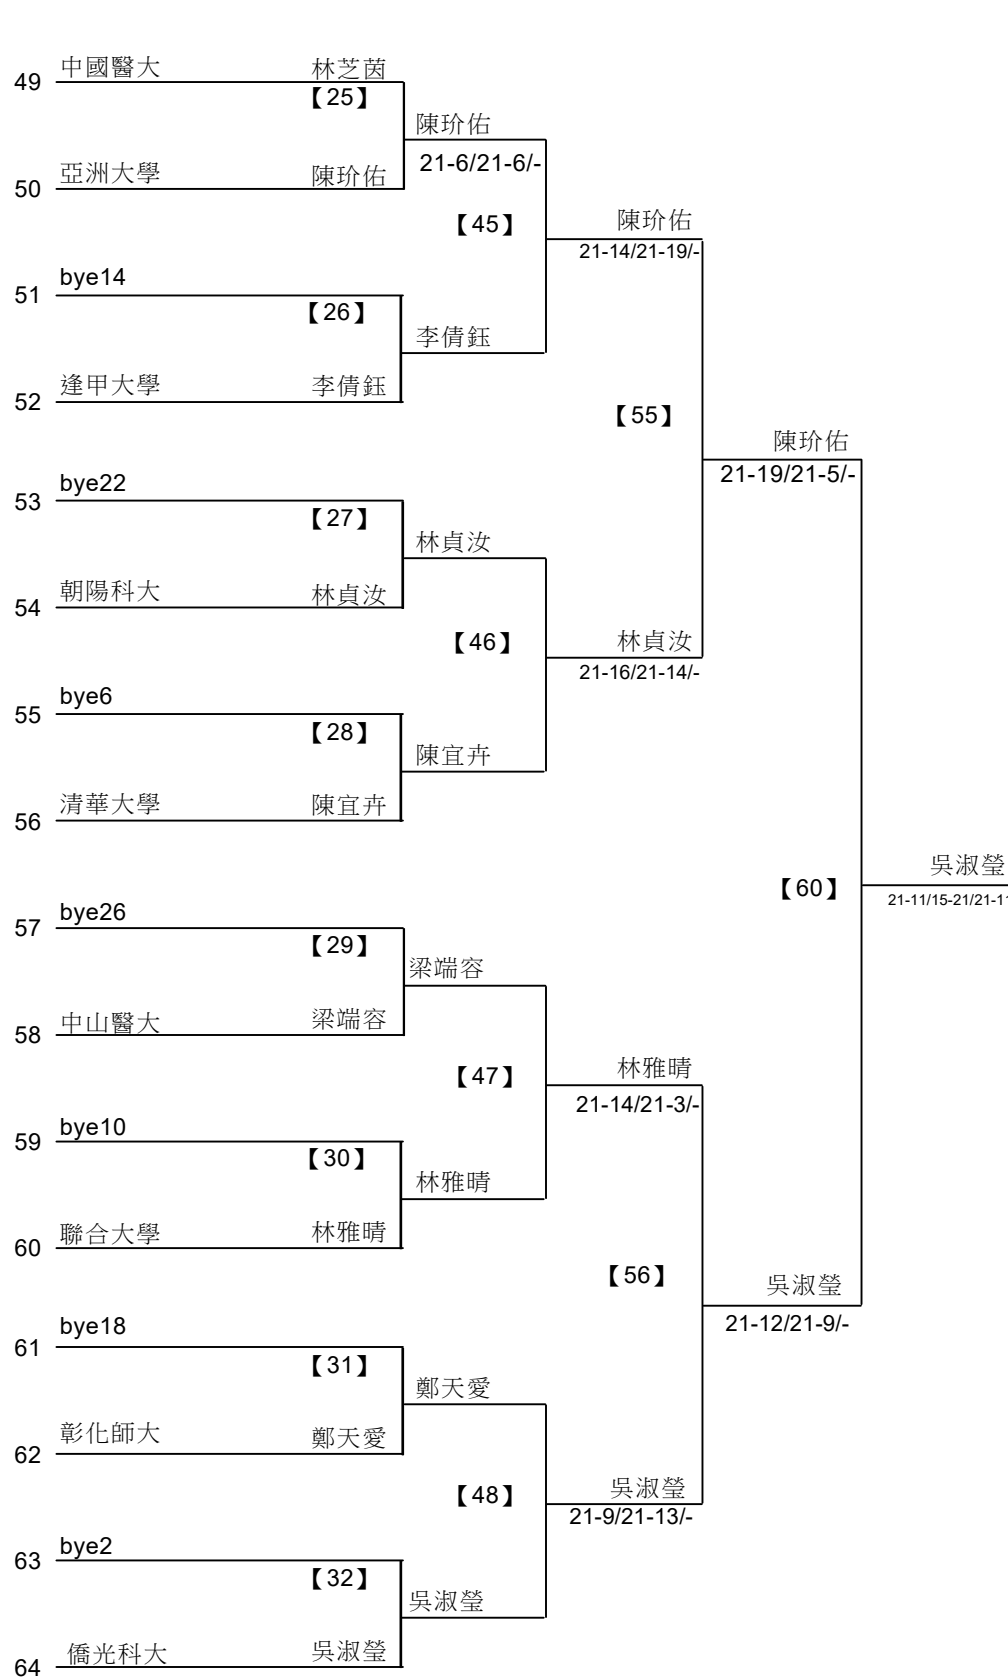 中國醫大 林芝茵
49
【25】
陳玠佑
21-6/21-6/-
亞洲大學 陳玠佑
50
【45】
陳玠佑
21-14/21-19/-
bye14
51
【26】
李倩鈺
逢甲大學 李倩鈺
52
【55】
陳玠佑
21-19/21-5/-
bye22
53
【27】
林貞汝
朝陽科大 林貞汝
54
【46】
林貞汝
21-16/21-14/-
bye6
55
【28】
陳宜卉
清華大學 陳宜卉
56
吳淑瑩
【60】
21-11/15-21/21-11
bye26
57
【29】
梁端容
中山醫大 梁端容
58
【47】
林雅晴
21-14/21-3/-
bye10
59
【30】
林雅晴
聯合大學 林雅晴
60
【56】
吳淑瑩
21-12/21-9/-
bye18
61
【31】
鄭天愛
彰化師大 鄭天愛
62
【48】
吳淑瑩
21-9/21-13/-
bye2
63
【32】
吳淑瑩
僑光科大 吳淑瑩
64